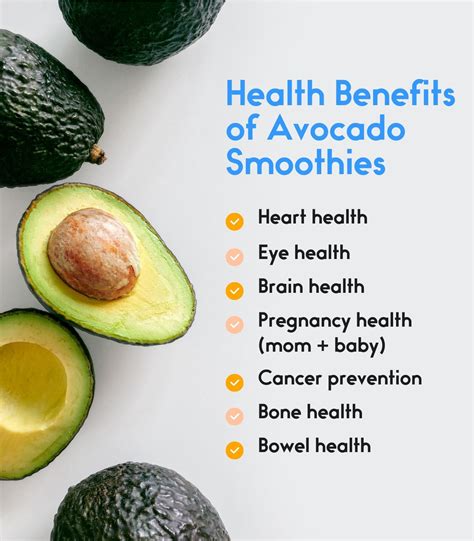 Health Benefits
of Avocado
Smoothies
Heart health
Eye health
Brain health
Pregnancy health
(mom + baby)
Cancer prevention
Bone health
Bowel health